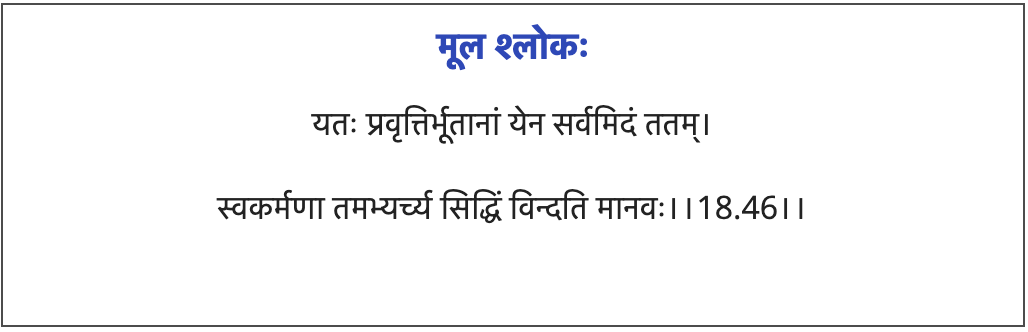 मूल श्लोकः
यतः प्रवृत्तिर्भूतानां येन सर्वमिदं ततम्।
स्वकर्मणा तमभ्यर्च्य सिद्धिं विन्दति मानवः।।18.46।।